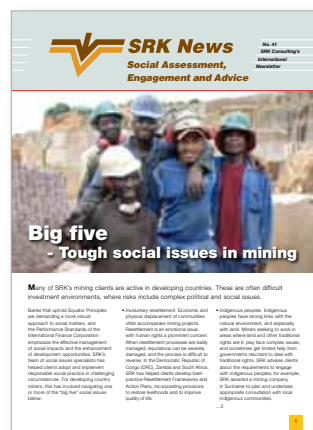 SRK News
Social Assessment,
Engagement and Advice
No. 41
SRK Consulting's
International
Newsletter
Big five
- Tough social issues in mining
Many of SRK's mining clients are active in developing countries. These are often difficult
investment environments, where risks include complex political and social issues.
Banks that uphold Equator Principles
are demanding a more robust
approach to social matters, and
the Performance Standards of the
International Finance Corporation
emphasize the effective management
of social impacts and the enhancement
of development opportunities. SRK's
team of social issues specialists has
helped clients adopt and implement
responsible social practice in challenging
circumstances. For developing country
miners, this has involved navigating one
or more of the "big five" social issues
below:
• Involuntary resettlement. Economic and
physical displacement of communities
often accompanies mining projects.
Resettlement is an emotional issue,
with human rights a prominent concern.
When resettlement processes are badly
managed, reputations can be severely
damaged, and the process is difficult to
reverse. In the Democratic Republic of
Congo (DRC), Zambia and South Africa,
SRK has helped clients develop best-
practice Resettlement Frameworks and
Action Plans, incorporating provisions
to restore livelihoods and to improve
quality of life.
• Indigenous peoples. Indigenous
peoples have strong links with the
natural environment, and especially
with land. Miners seeking to work in
areas where land and other traditional
rights are in play face complex issues,
and sometimes get limited help from
governments reluctant to deal with
traditional rights. SRK advises clients
about the requirements to engage
with indigenous peoples; for example,
SRK assisted a mining company
in Suriname to plan and undertake
appropriate consultation with local
indigenous communities.
...2
1